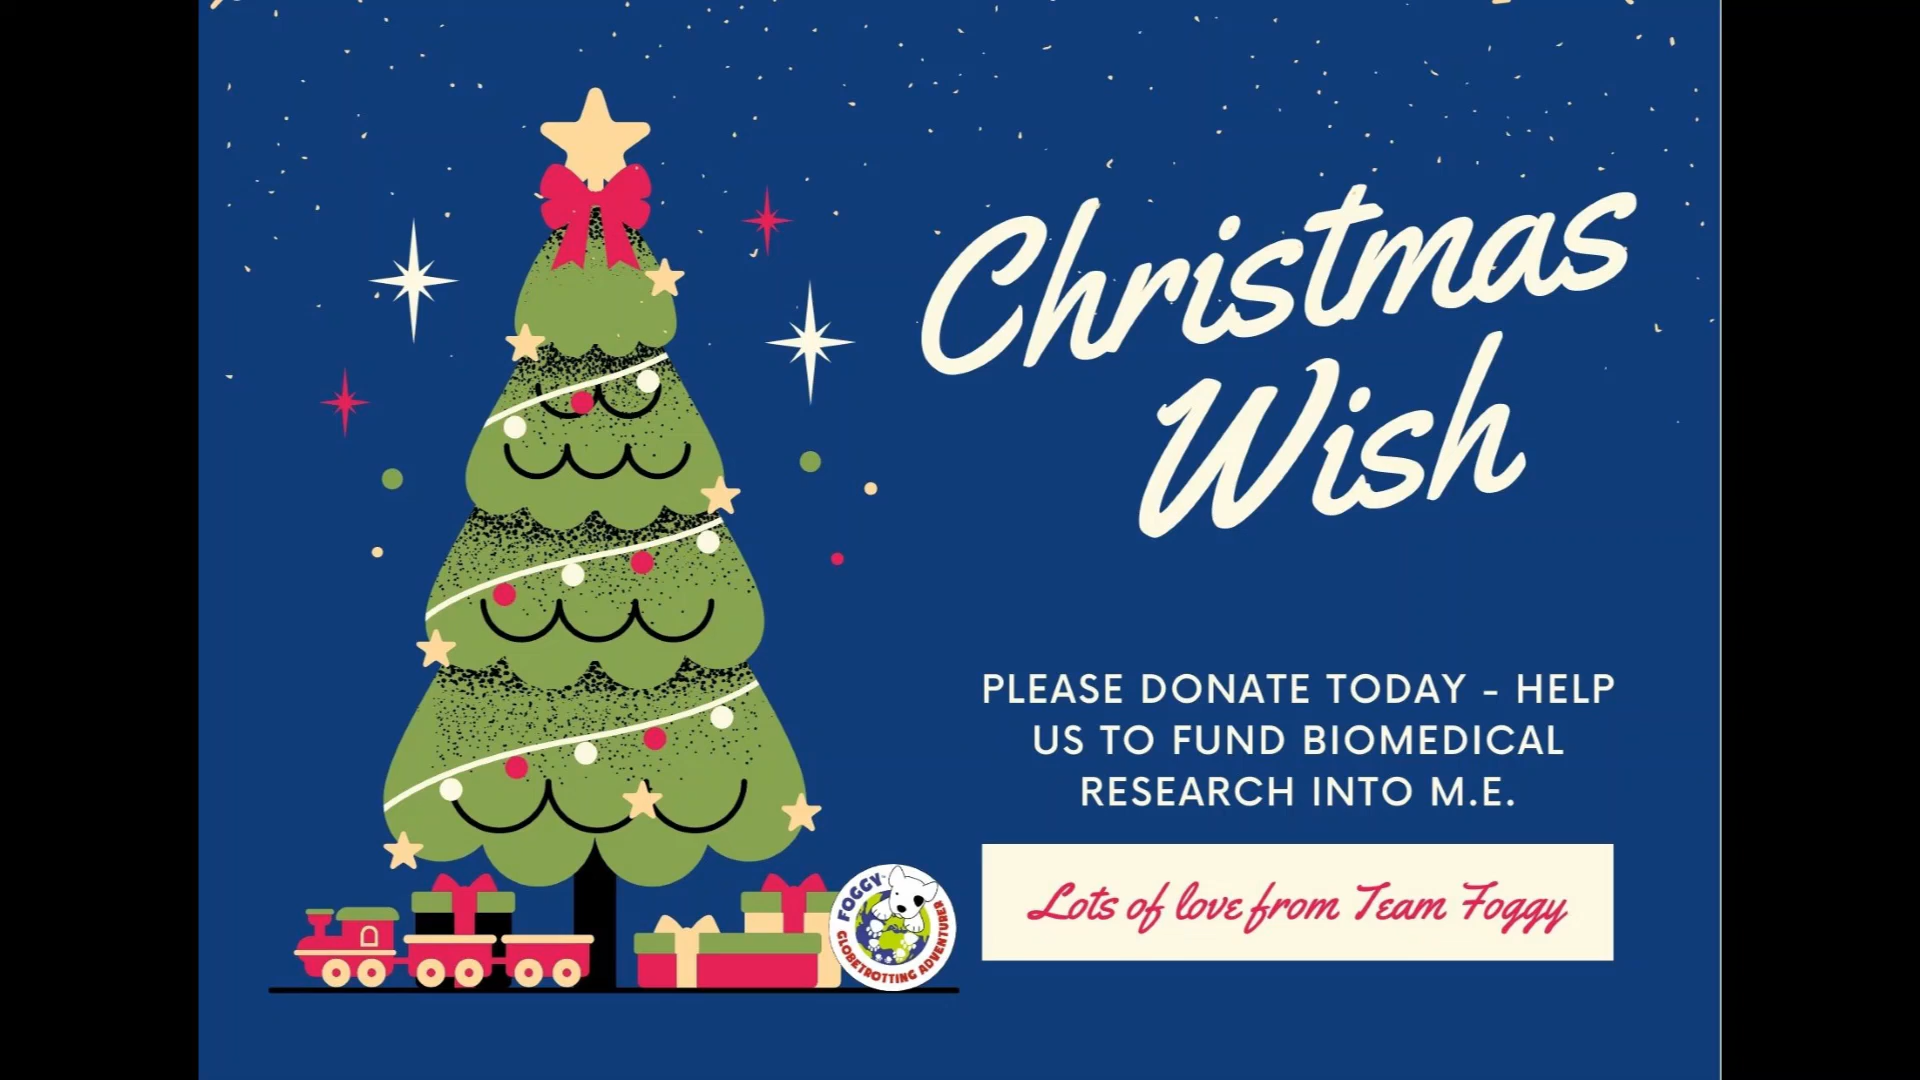 Christmas
Wish
PLEASE DONATE TODAY - HELP
US TO FUND BIOMEDICAL
RESEARCH INTO M.E.
Lots of love from Team Foggy
FOGGY
GLOBETROTTING ADVENTURER